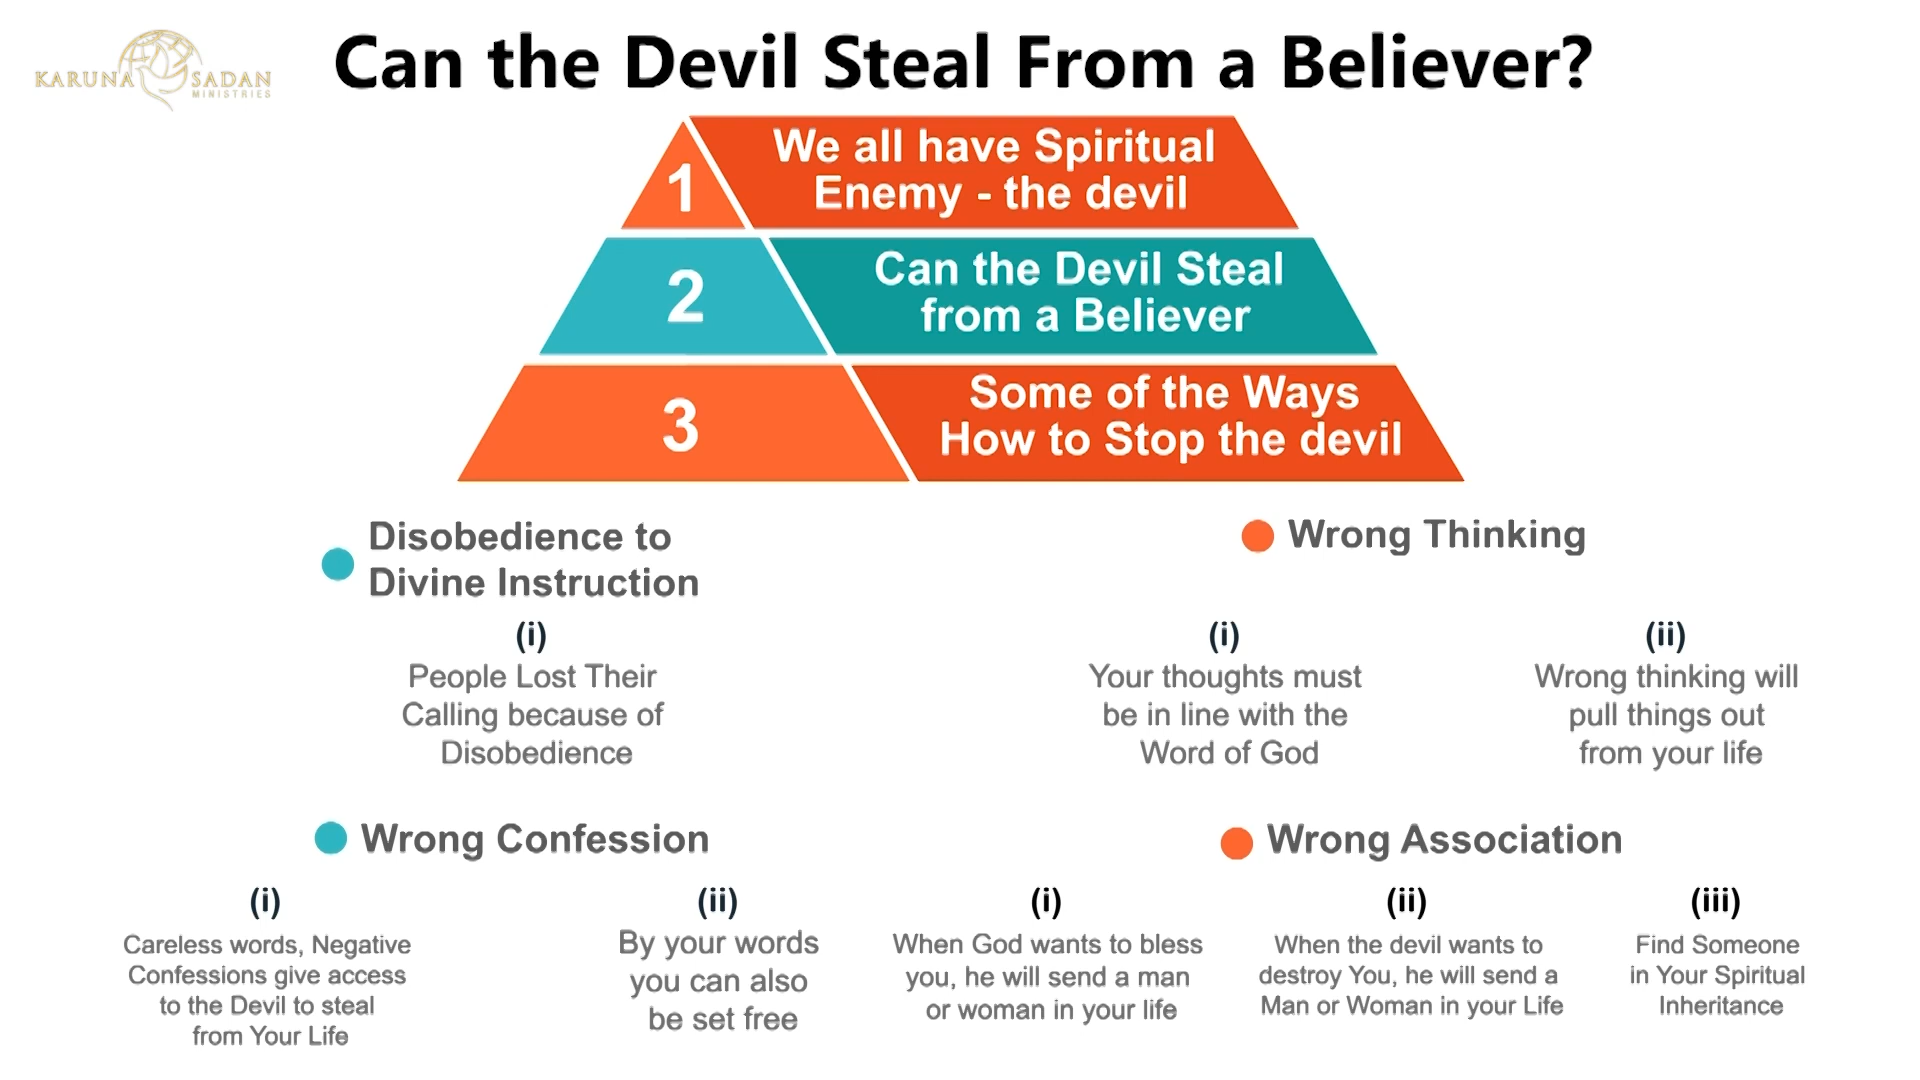 KARUNA SADAN
MINISTRIES
Can the Devil Steal From a Believer?
1
We all have Spiritual
Enemy - the devil
2
Can the Devil Steal
from a Believer
3
Some of the Ways
How to Stop the devil
Disobedience to
Divine Instruction
(i)
People Lost Their
Calling because of
Disobedience
Wrong Thinking
(i)
Your thoughts must
be in line with the
Word of God
(ii)
Wrong thinking will
pull things out
from your life
Wrong Confession
(i)
Careless words, Negative
Confessions give access
to the Devil to steal
from Your Life
(ii)
By your words
you can also
be set free
Wrong Association
(i)
When God wants to bless
you, he will send a man
or woman in your life
(ii)
When the devil wants to
destroy You, he will send a
Man or Woman in your Life
(iii)
Find Someone
in Your Spiritual
Inheritance